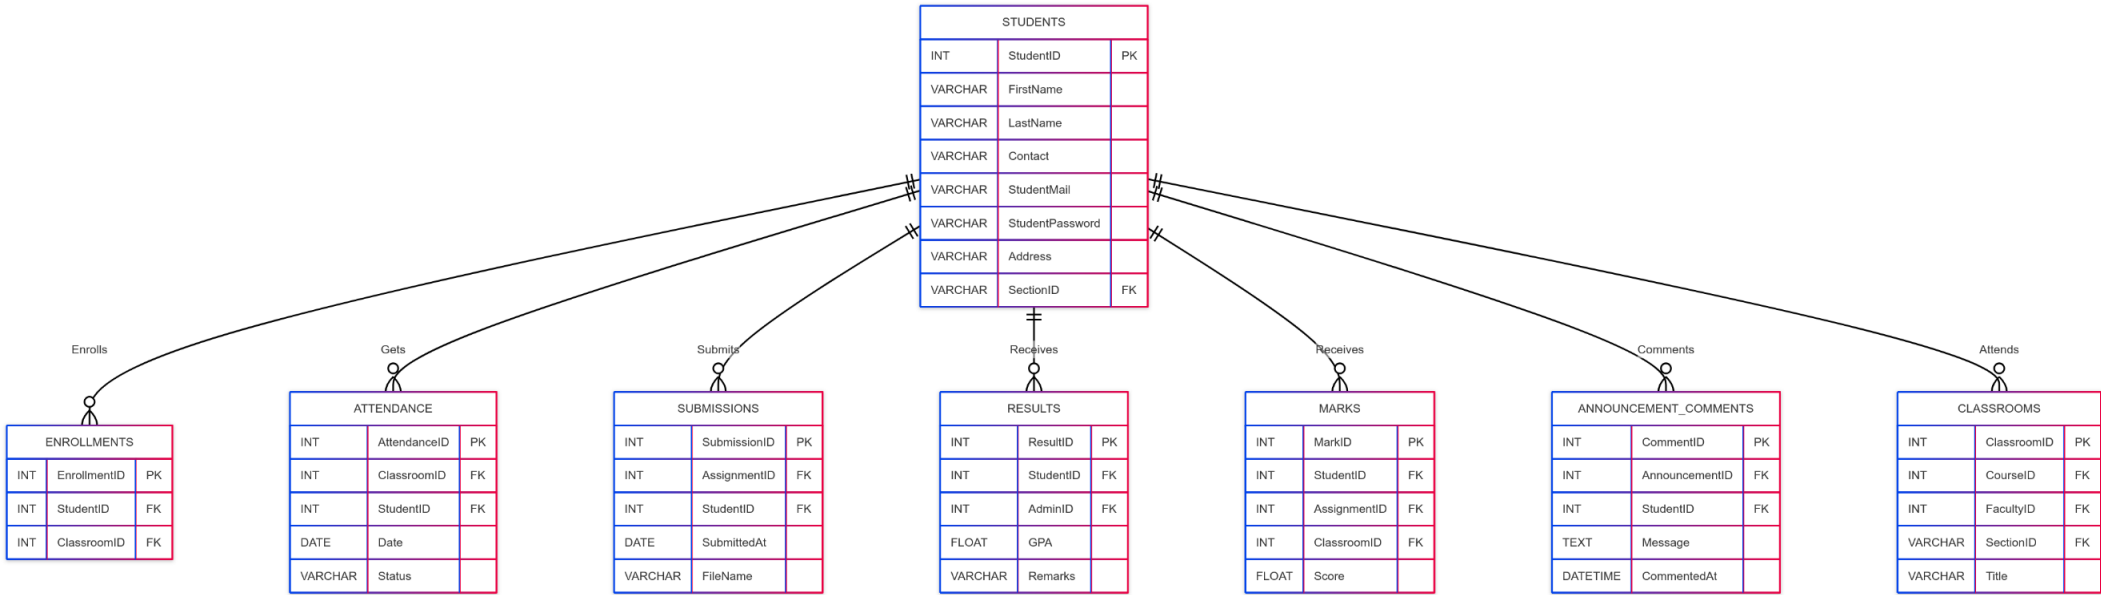 STUDENTS
INT StudentID PK
VARCHAR FirstName
VARCHAR LastName
VARCHAR Contact
VARCHAR StudentMail
VARCHAR StudentPassword
VARCHAR Address
VARCHAR SectionID FK
Enrolls
Gets
Submits
Receives
Receives
Comments
Attends
ENROLLMENTS
INT EnrollmentID PK
INT StudentID FK
INT ClassroomID FK
ATTENDANCE
INT AttendanceID PK
INT ClassroomID FK
INT StudentID FK
DATE Date
VARCHAR Status
SUBMISSIONS
INT SubmissionID PK
INT AssignmentID FK
INT StudentID FK
DATE SubmittedAt
VARCHAR FileName
RESULTS
INT ResultID PK
INT StudentID FK
INT AdminID FK
FLOAT GPA
VARCHAR Remarks
MARKS
INT MarkID PK
INT StudentID FK
INT AssignmentID FK
INT ClassroomID FK
FLOAT Score
ANNOUNCEMENT_COMMENTS
INT CommentID PK
INT AnnouncementID FK
INT StudentID FK
TEXT Message
DATETIME CommentedAt
CLASSROOMS
INT ClassroomID PK
INT CourseID FK
INT FacultyID FK
VARCHAR SectionID FK
VARCHAR Title